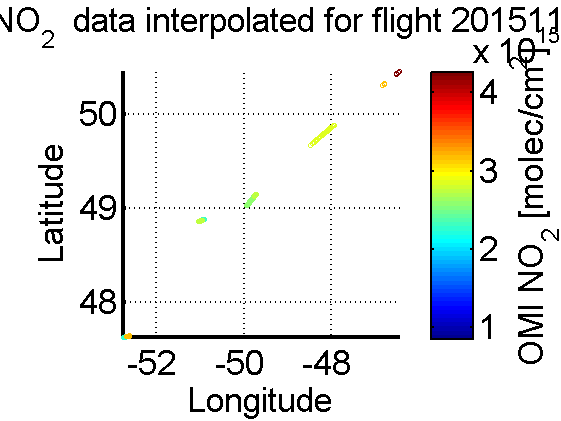 NO2 data interpolated for flight 201511
x 10^15
50
49
48
-52 -50 -48
Latitude
Longitude
4
3
2
1
OMI NO2 [molec/cm2]